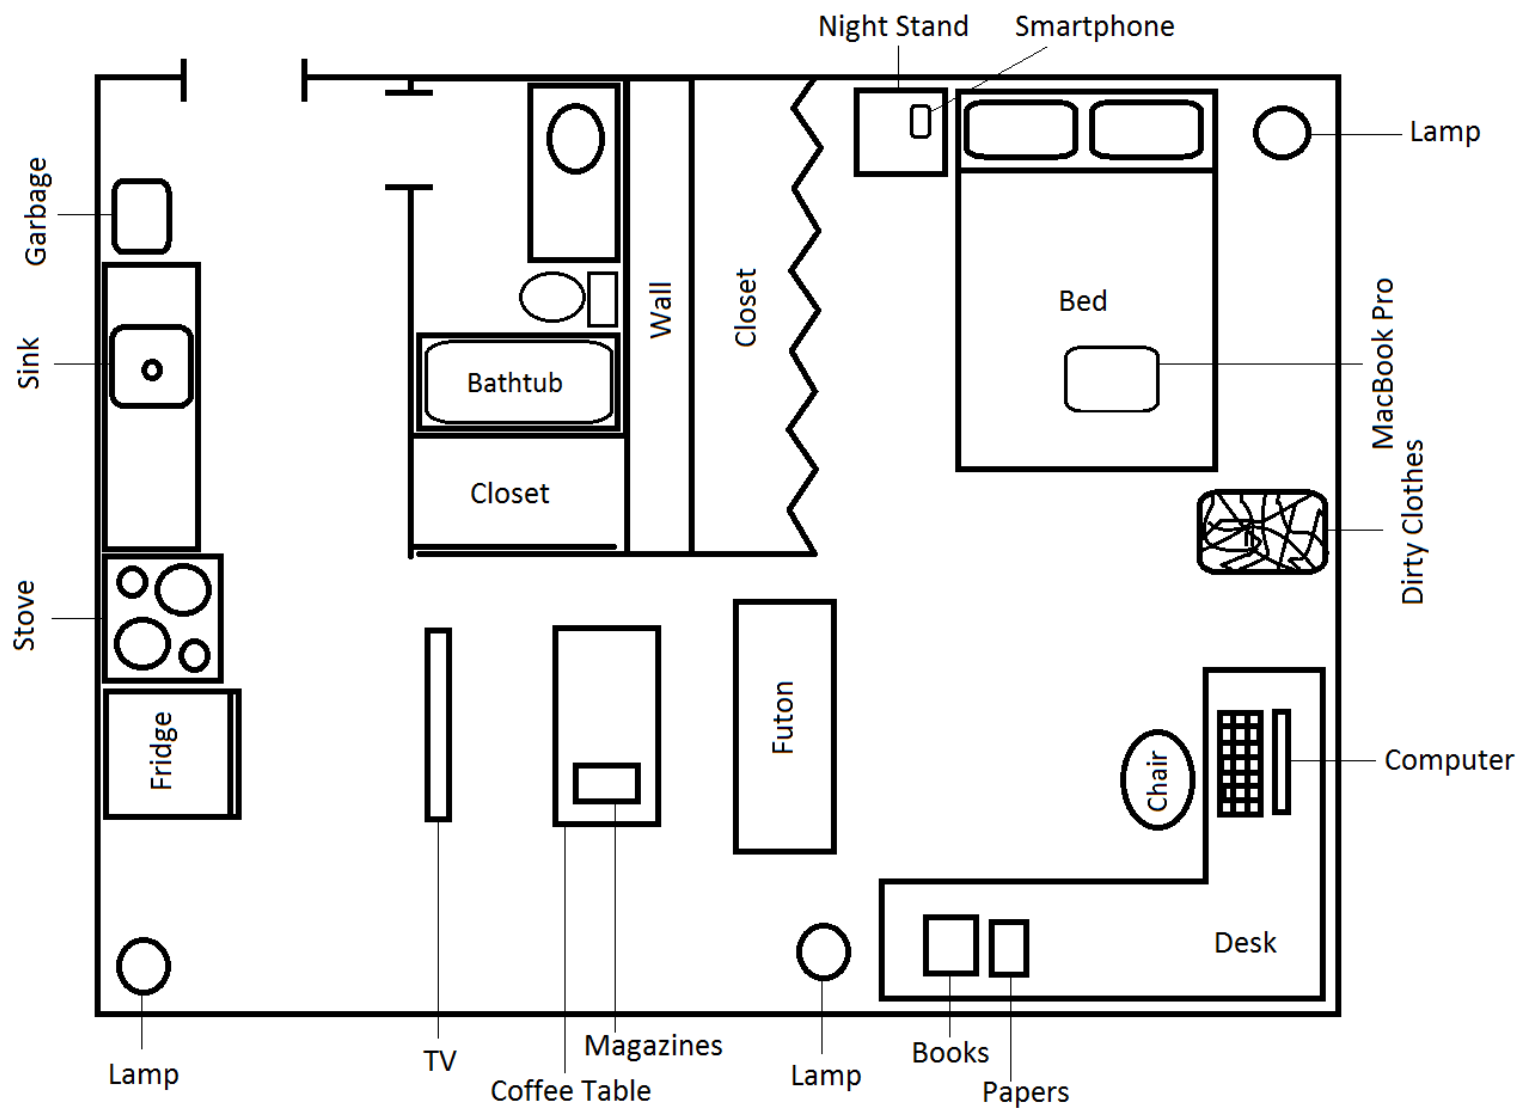 Night Stand
Smartphone
Lamp
Garbage
Sink
Wall
Closet
Bed
MacBook Pro
Bathtub
Closet
Dirty Clothes
Stove
Fridge
Futon
Chair
Computer
Desk
Lamp
TV
Magazines
Coffee Table
Lamp
Books
Papers